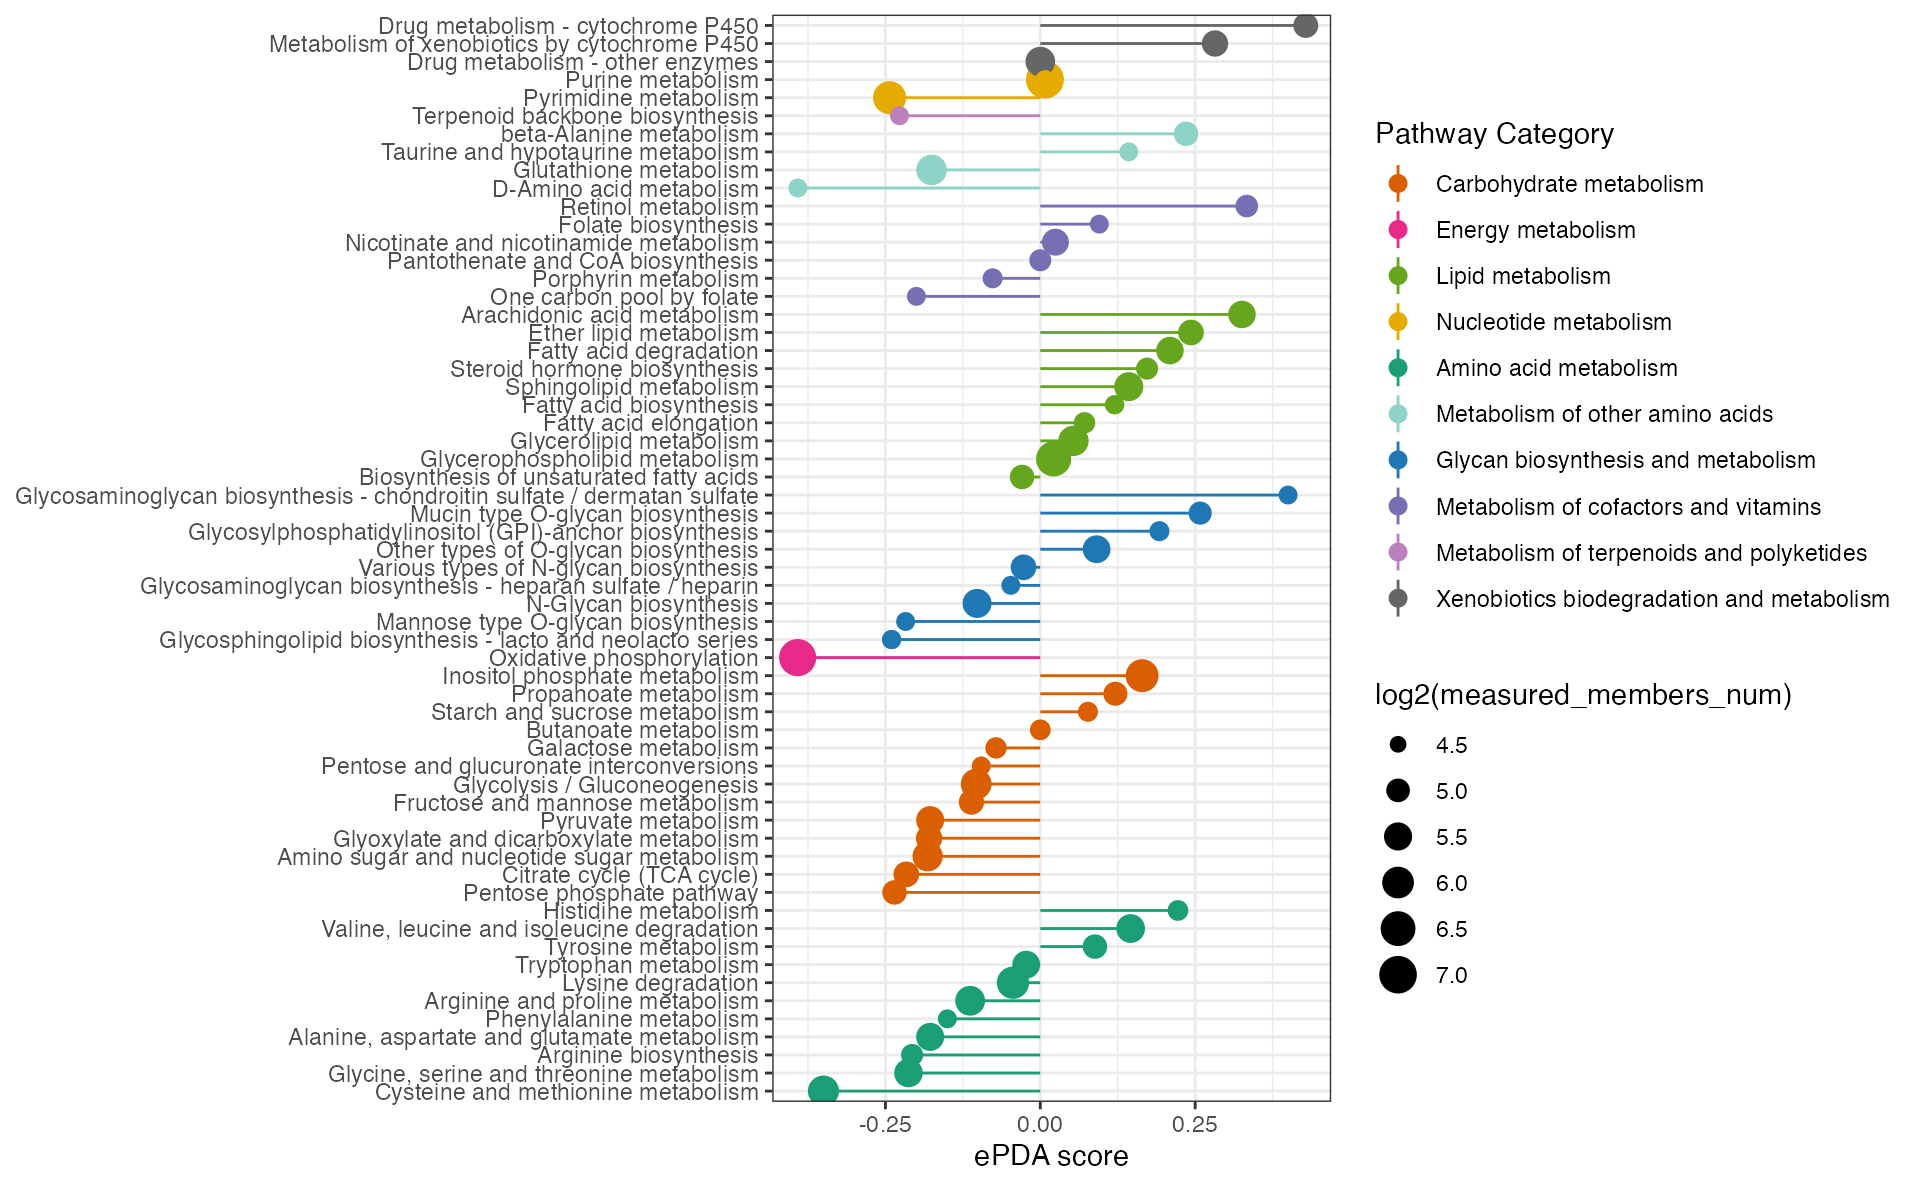 Drug metabolism - cytochrome P450
Metabolism of xenobiotics by cytochrome P450
Drug metabolism - other enzymes
Purine metabolism
Pyrimidine metabolism
Terpenoid backbone biosynthesis
beta-Alanine metabolism
Taurine and hypotaurine metabolism
Glutathione metabolism
D-Amino acid metabolism
Retinol metabolism
Folate biosynthesis
Nicotinate and nicotinamide metabolism
Pantothenate and CoA biosynthesis
Porphyrin metabolism
One carbon pool by folate
Arachidonic acid metabolism
Ether lipid metabolism
Fatty acid degradation
Steroid hormone biosynthesis
Sphingolipid metabolism
Fatty acid biosynthesis
Fatty acid elongation
Glycerolipid metabolism
Glycerophospholipid metabolism
Biosynthesis of unsaturated fatty acids
Glycosaminoglycan biosynthesis - chondroitin sulfate / dermatan sulfate
Mucin type O-glycan biosynthesis
Glycosylphosphatidylinositol (GPI)-anchor biosynthesis
Other types of O-glycan biosynthesis
Various types of N-glycan biosynthesis
Glycosaminoglycan biosynthesis - heparan sulfate / heparin
N-Glycan biosynthesis
Mannose type O-glycan biosynthesis
Glycosphingolipid biosynthesis - lacto and neolacto series
Oxidative phosphorylation
Inositol phosphate metabolism
Propanoate metabolism
Starch and sucrose metabolism
Butanoate metabolism
Galactose metabolism
Pentose and glucuronate interconversions
Glycolysis / Gluconeogenesis
Fructose and mannose metabolism
Pyruvate metabolism
Glyoxylate and dicarboxylate metabolism
Amino sugar and nucleotide sugar metabolism
Citrate cycle (TCA cycle)
Pentose phosphate pathway
Histidine metabolism
Valine, leucine and isoleucine degradation
Tyrosine metabolism
Tryptophan metabolism
Lysine degradation
Arginine and proline metabolism
Phenylalanine metabolism
Alanine, aspartate and glutamate metabolism
Arginine biosynthesis
Glycine, serine and threonine metabolism
Cysteine and methionine metabolism
-0.25 0.00 0.25
ePDA score
Pathway Category
Carbohydrate metabolism
Energy metabolism
Lipid metabolism
Nucleotide metabolism
Amino acid metabolism
Metabolism of other amino acids
Glycan biosynthesis and metabolism
Metabolism of cofactors and vitamins
Metabolism of terpenoids and polyketides
Xenobiotics biodegradation and metabolism
log2(measured_members_num)
4.5
5.0
5.5
6.0
6.5
7.0